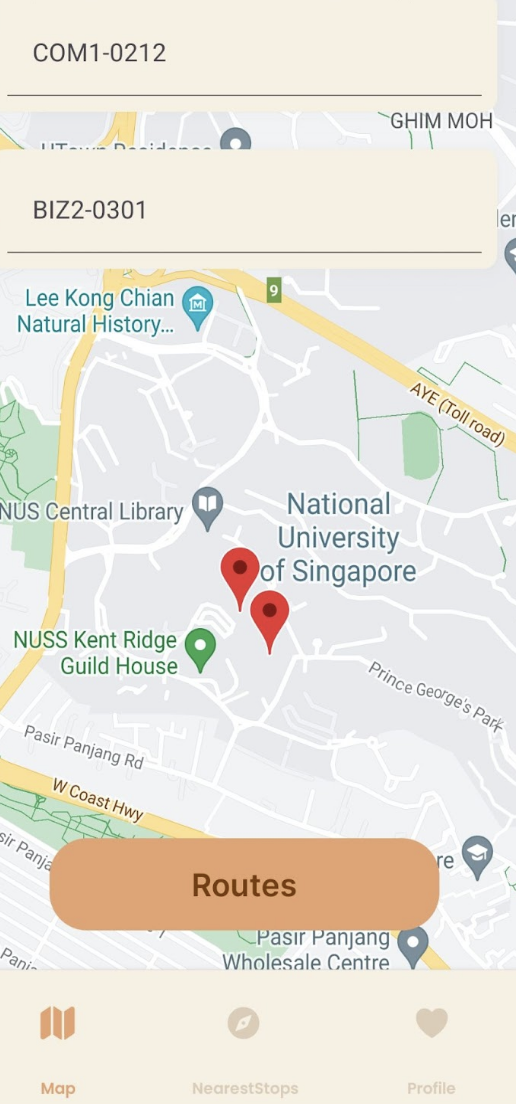 COM1-0212
GHIM MOH
UTown Residence
BIZ2-0301
9
Lee Kong Chian
Natural History...
AYE (Toll road)
NUS Central Library
National
University
of Singapore
NUSS Kent Ridge
Guild House
Prince George's Park
Pasir Panjang Rd
W Coast Hwy
Routes
Pasir Panjang
Wholesale Centre
Map
NearestStops
Profile